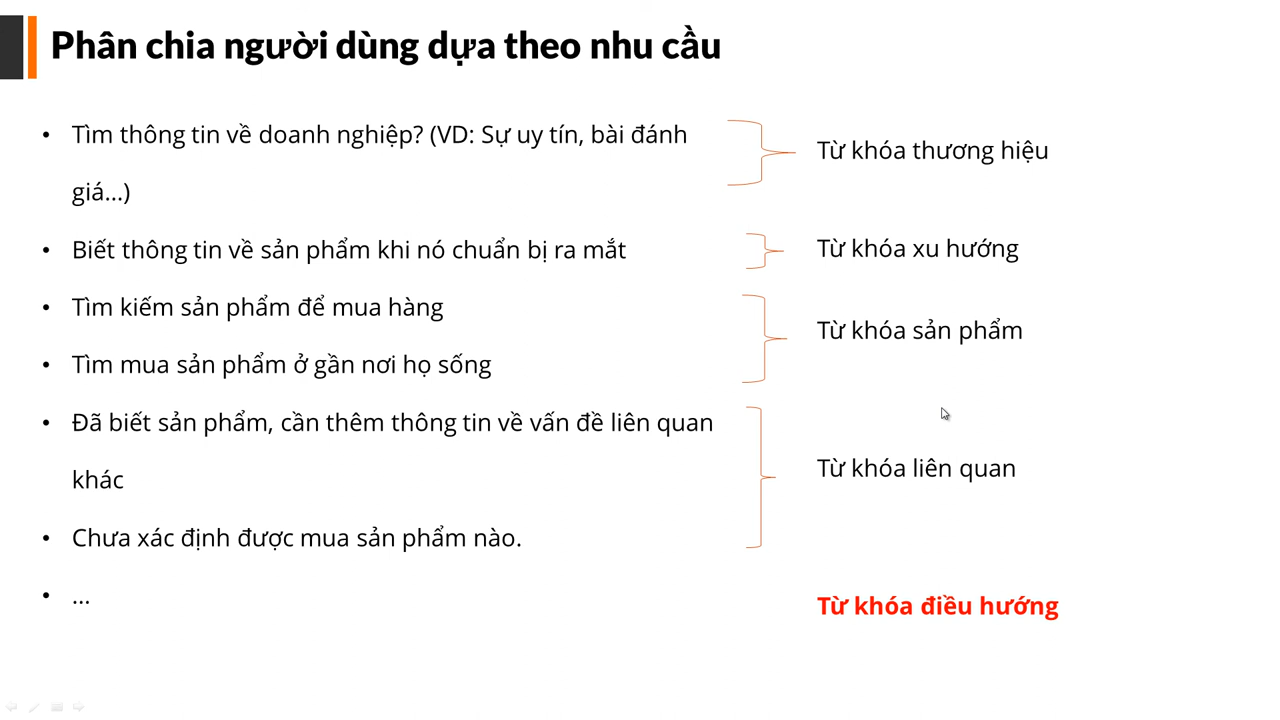 Phân chia người dùng dựa theo nhu cầu
• Tìm thông tin về doanh nghiệp? (VD: Sự uy tín, bài đánh
giá...)
Từ khóa thương hiệu
• Biết thông tin về sản phẩm khi nó chuẩn bị ra mắt
Từ khóa xu hướng
• Tìm kiếm sản phẩm để mua hàng
• Tìm mua sản phẩm ở gần nơi họ sống
Từ khóa sản phẩm
• Đã biết sản phẩm, cần thêm thông tin về vấn đề liên quan
khác
• Chưa xác định được mua sản phẩm nào.
Từ khóa liên quan
• ...
Từ khóa điều hướng